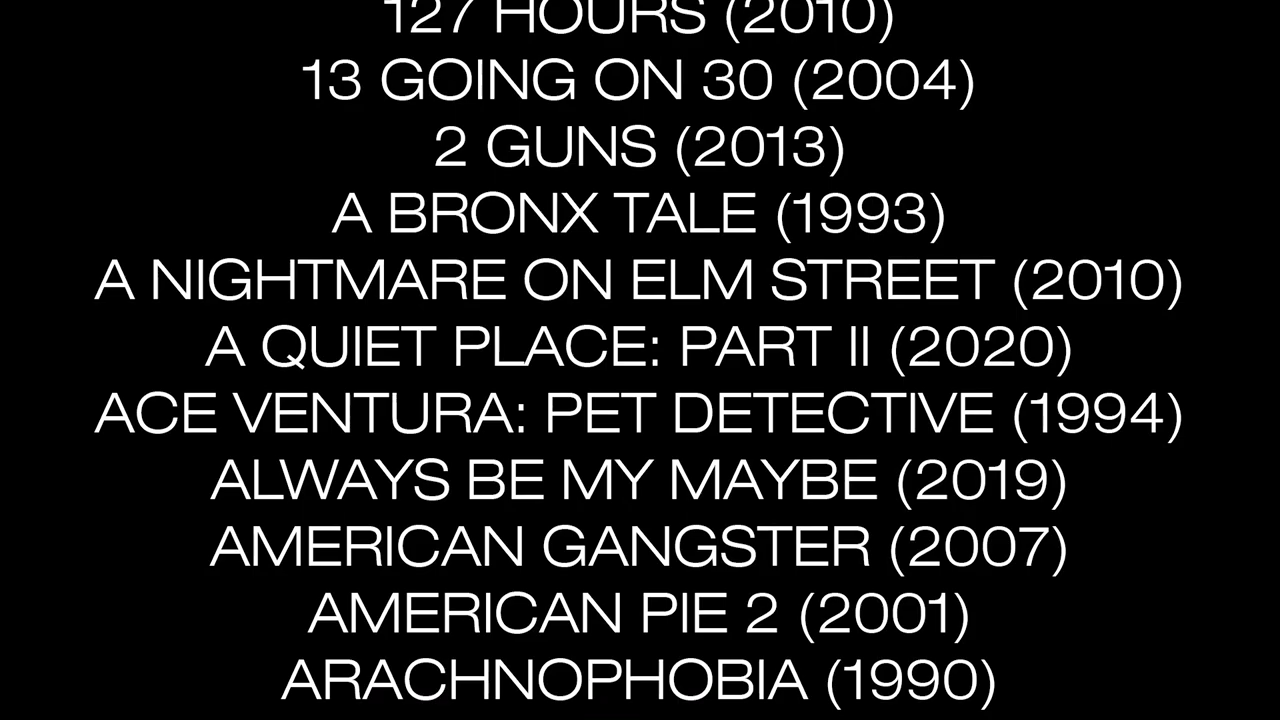 127 HOURS (2010)
13 GOING ON 30 (2004)
2 GUNS (2013)
A BRONX TALE (1993)
A NIGHTMARE ON ELM STREET (2010)
A QUIET PLACE: PART II (2020)
ACE VENTURA: PET DETECTIVE (1994)
ALWAYS BE MY MAYBE (2019)
AMERICAN GANGSTER (2007)
AMERICAN PIE 2 (2001)
ARACHNOPHOBIA (1990)